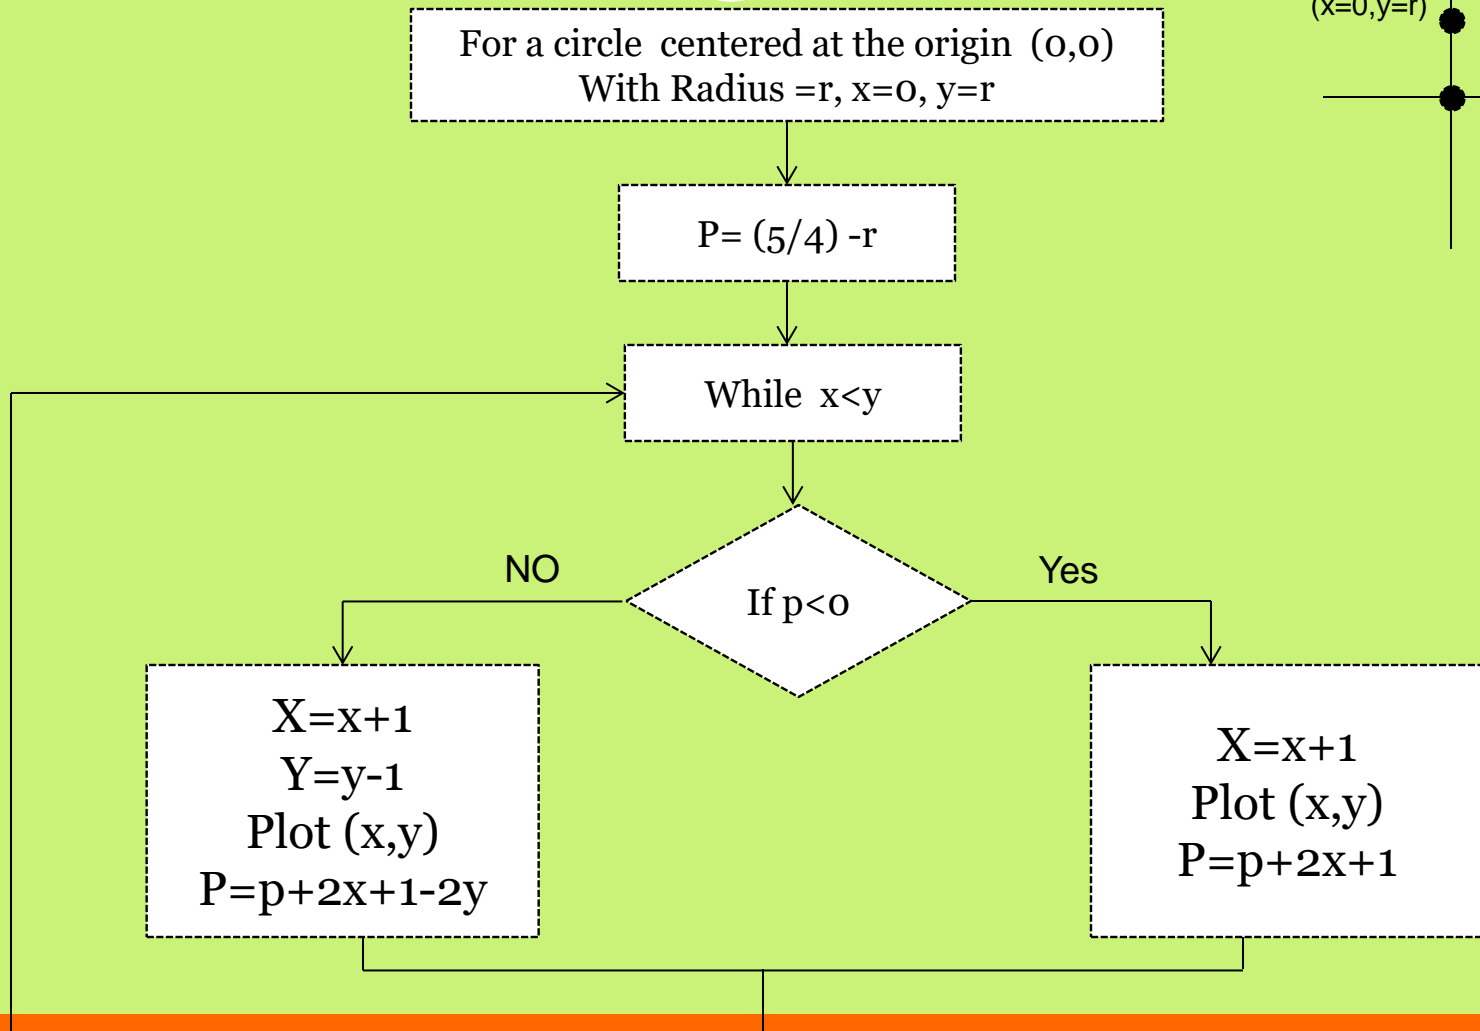 (x=0,y=r)
For a circle centered at the origin (0,0)
With Radius =r, x=0, y=r
P= (5/4) -r
While x<y
If p<0
NO
Yes
X=x+1
Y=y-1
Plot (x,y)
P=p+2x+1-2y
X=x+1
Plot (x,y)
P=p+2x+1